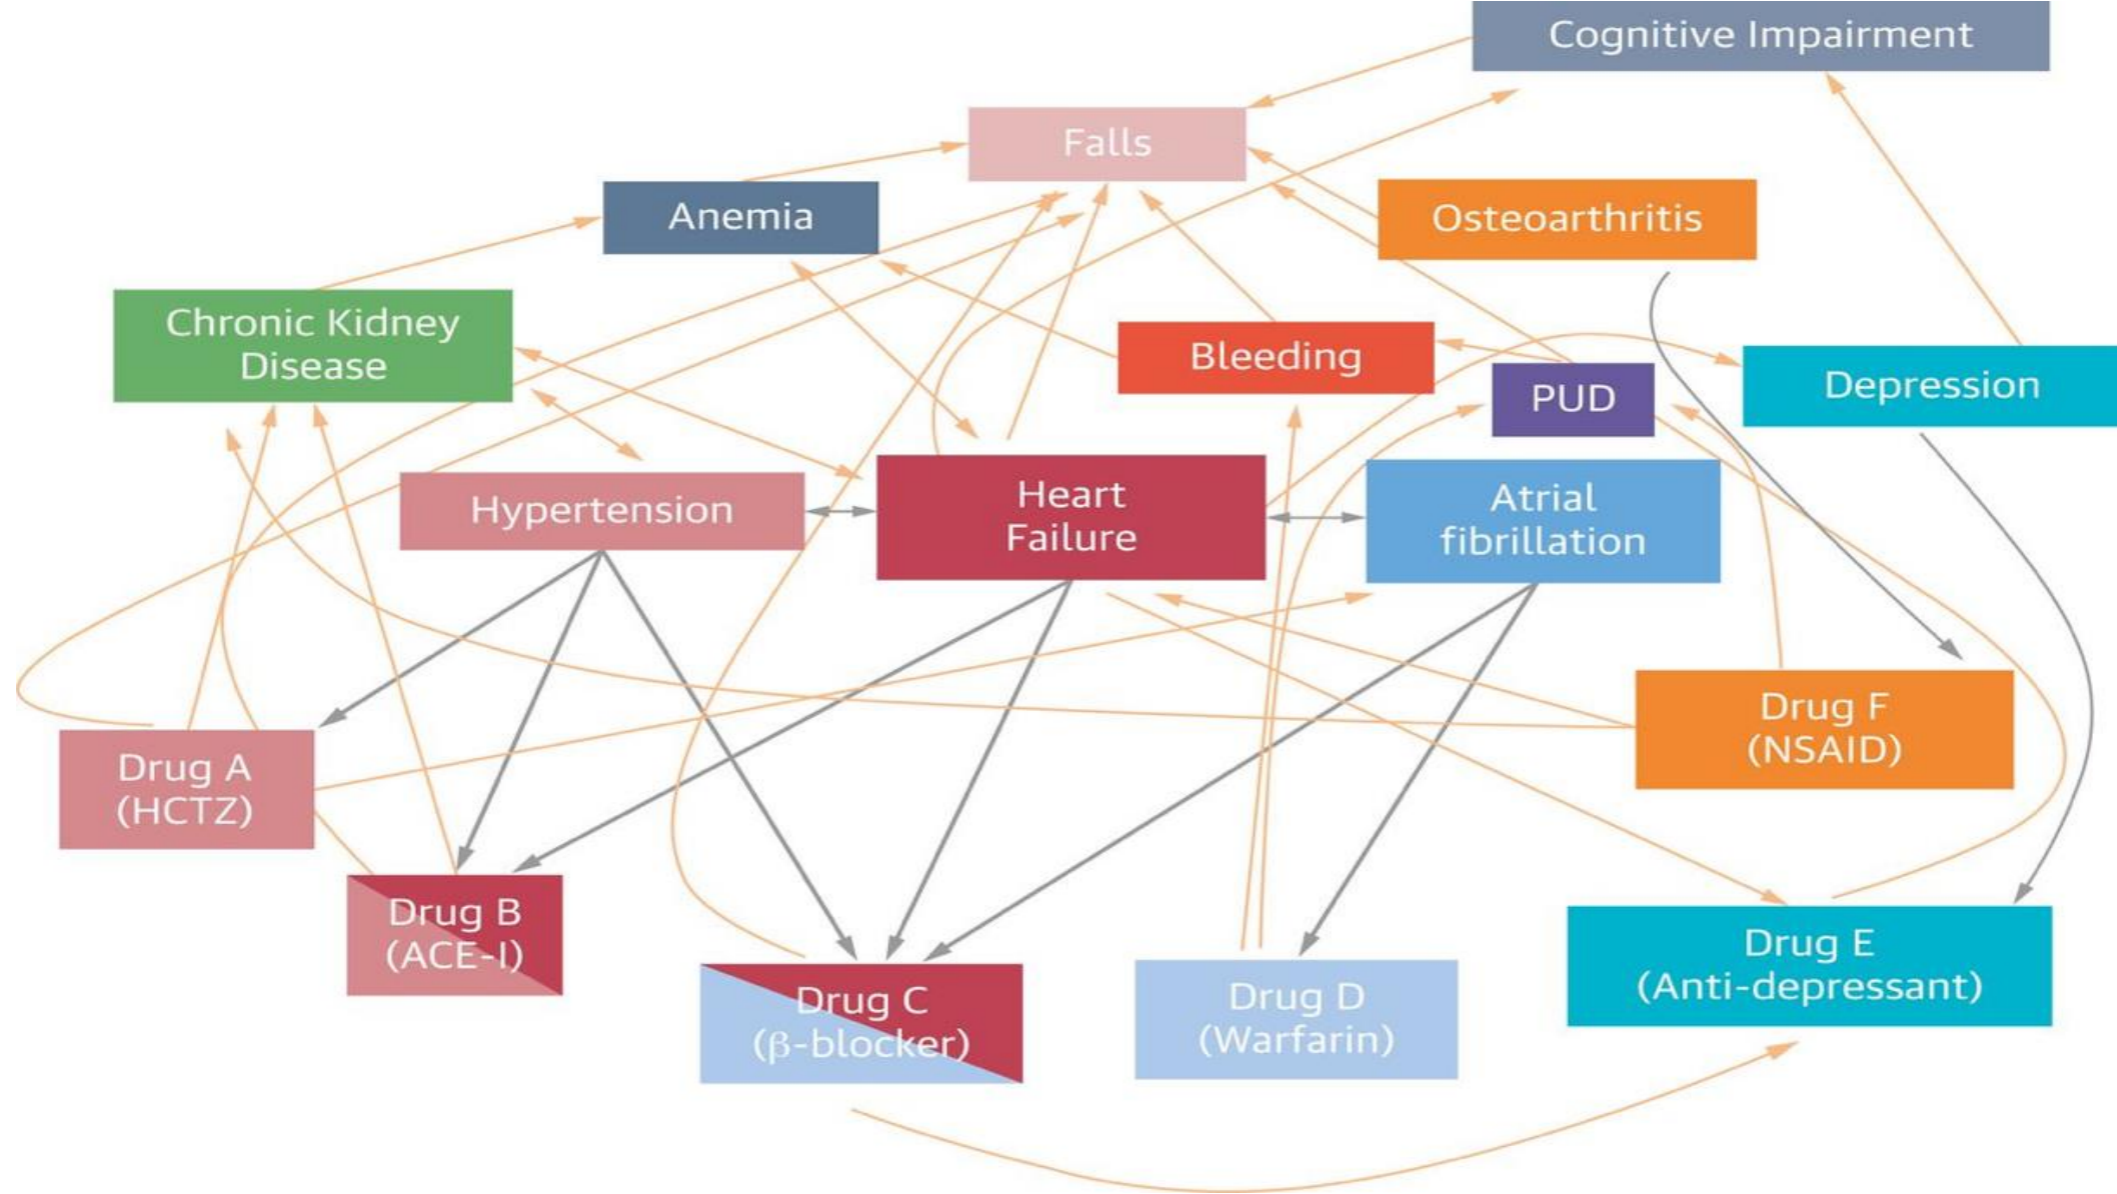 Cognitive Impairment
Falls
Anemia
Osteoarthritis
Chronic Kidney
Disease
Bleeding
PUD
Depression
Hypertension
Heart
Failure
Atrial
fibrillation
Drug A
(HCTZ)
Drug F
(NSAID)
Drug B
(ACE-I)
Drug C
(β-blocker)
Drug D
(Warfarin)
Drug E
(Anti-depressant)